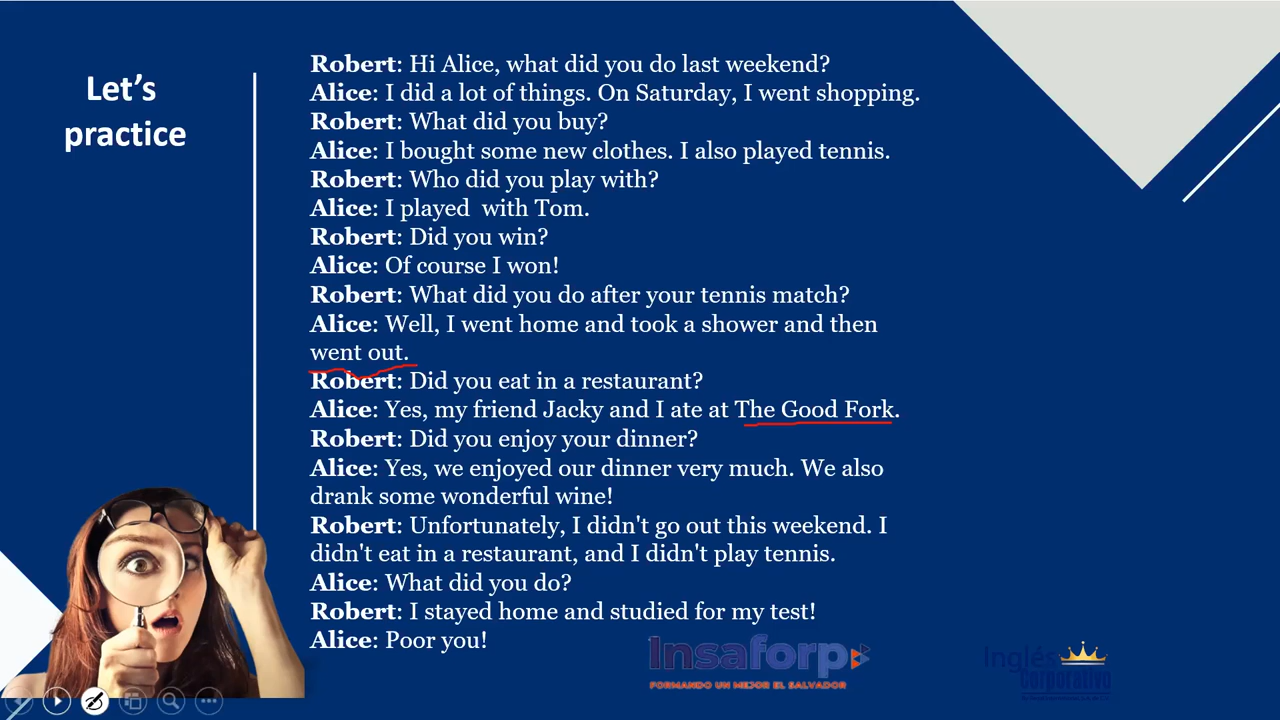 Let's
practice
Robert: Hi Alice, what did you do last weekend?
Alice: I did a lot of things. On Saturday, I went shopping.
Robert: What did you buy?
Alice: I bought some new clothes. I also played tennis.
Robert: Who did you play with?
Alice: I played  with Tom.
Robert: Did you win?
Alice: Of course I won!
Robert: What did you do after your tennis match?
Alice: Well, I went home and took a shower and then
went out.
Robert: Did you eat in a restaurant?
Alice: Yes, my friend Jacky and I ate at The Good Fork.
Robert: Did you enjoy your dinner?
Alice: Yes, we enjoyed our dinner very much. We also
drank some wonderful wine!
Robert: Unfortunately, I didn't go out this weekend. I
didn't eat in a restaurant, and I didn't play tennis.
Alice: What did you do?
Robert: I stayed home and studied for my test!
Alice: Poor you!
Insaforp
FORMANDO UN MEJOR EL SALVADOR
Inglés
Corporativo